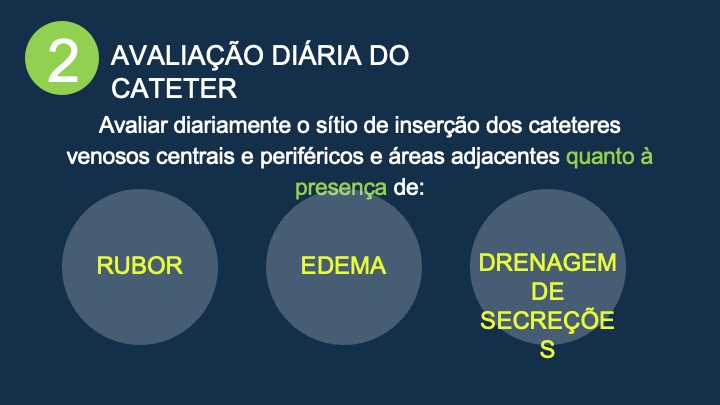 2
AVALIAÇÃO DIÁRIA DO
CATETER
Avaliar diariamente o sítio de inserção dos cateteres
venosos centrais e periféricos e áreas adjacentes quanto à
presença de:
RUBOR
EDEMA
DRENAGEM
DE
SECREÇÕE
S